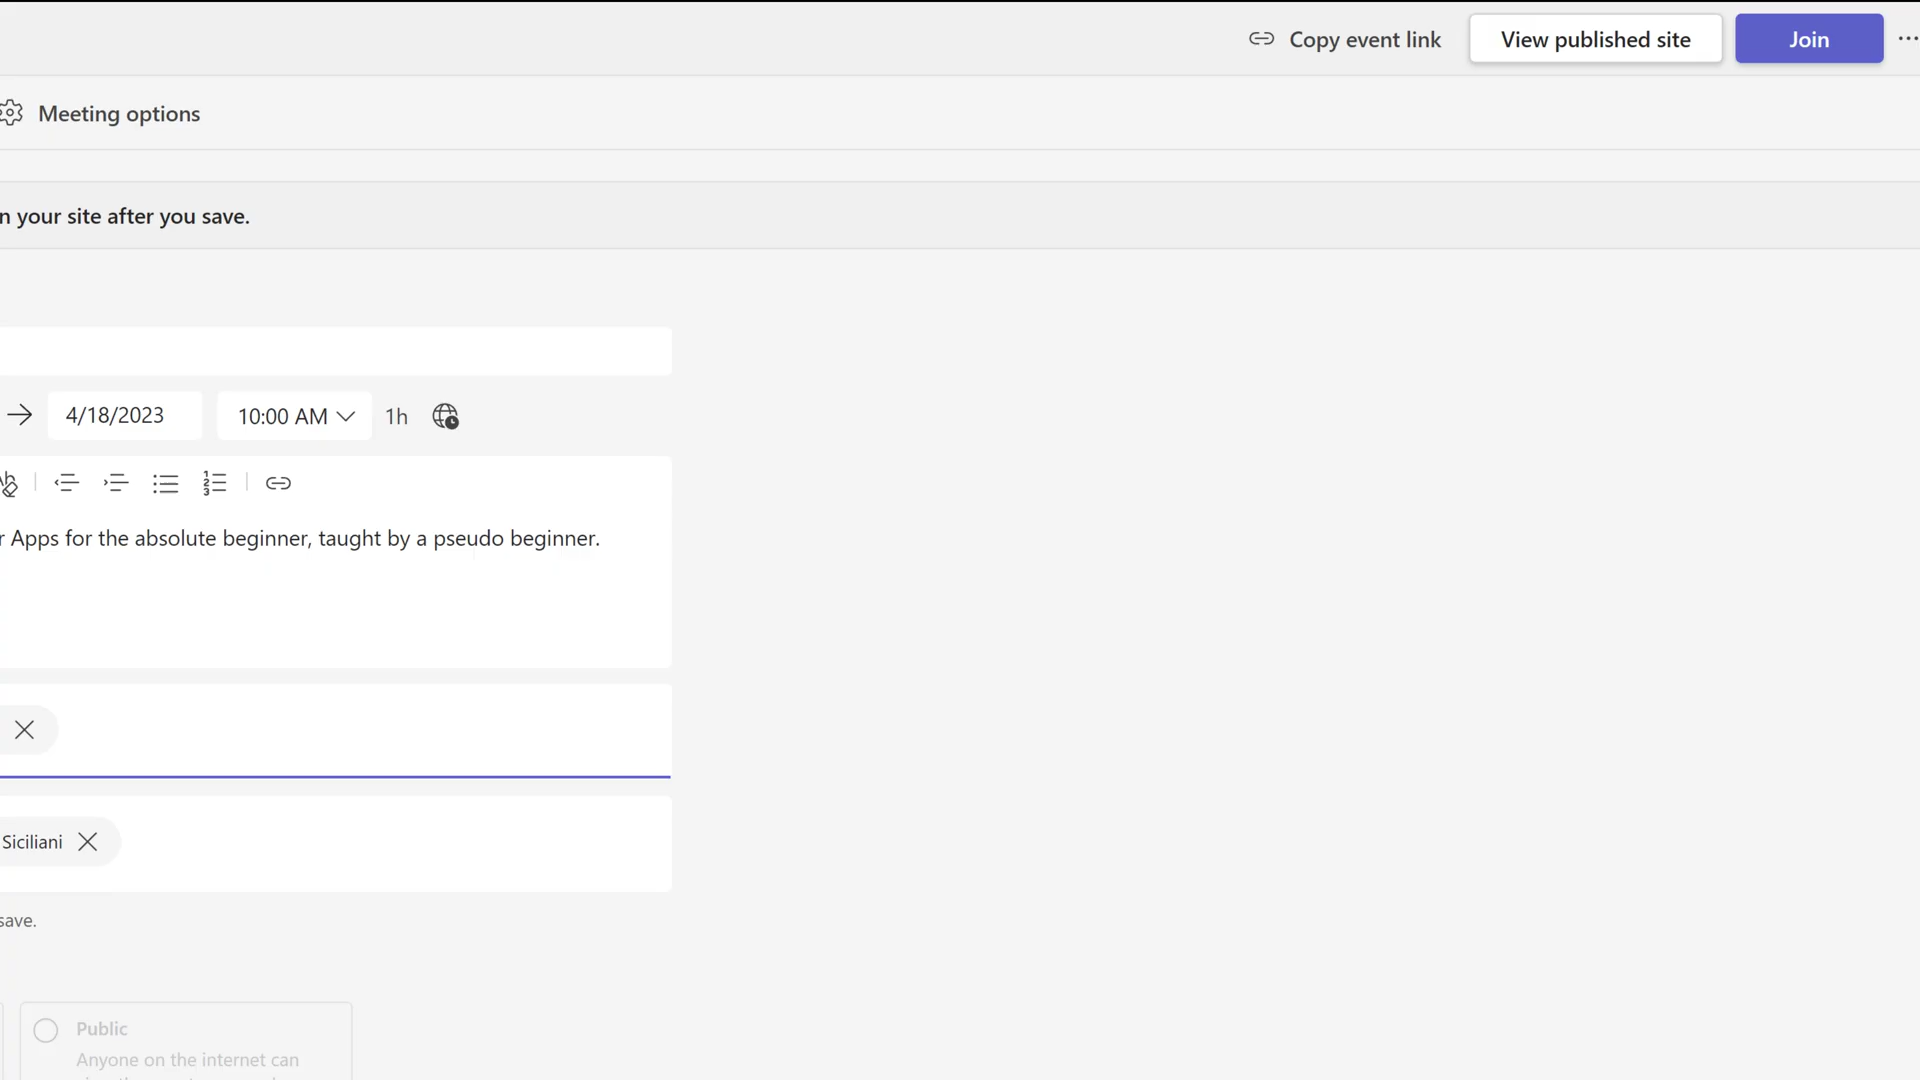 Copy event link
View published site
Join
Meeting options
n your site after you save.
4/18/2023
10:00 AM
1h
r Apps for the absolute beginner, taught by a pseudo beginner.
Siciliani
save.
Public
Anyone on the internet can